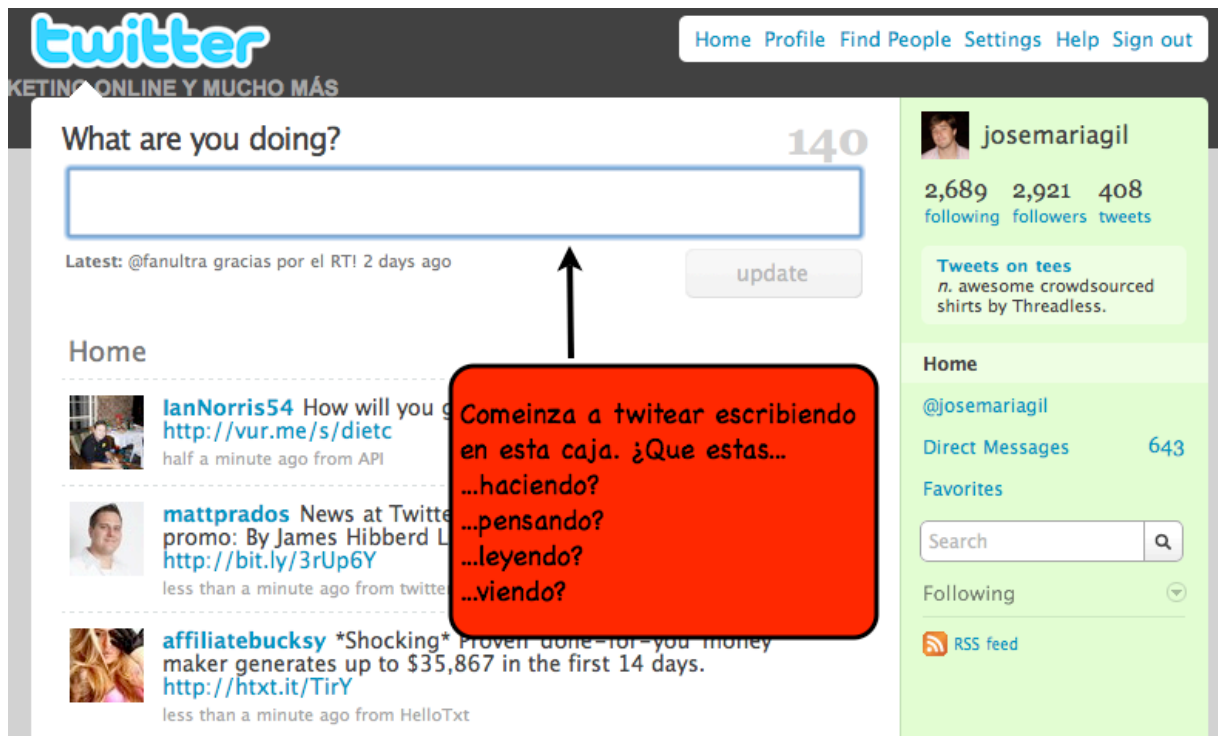 twitter
Home Profile Find People Settings Help Sign out
KETING ONLINE Y MUCHO MÁS
What are you doing?
140
Latest: @fanultra gracias por el RT! 2 days ago
update
Home
IanNorris54 How will you
http://vur.me/s/dietc
half a minute ago from API
mattprados News at
promo: By James Hibberd
http://bit.ly/3rUp6Y
less than a minute ago from
affiliatebucksy *Shocking* Proven done-for-you money
maker generates up to $35,867 in the first 14 days.
http://htxt.it/TirY
less than a minute ago from HelloTxt
Comeinza a twitear escribiendo
en esta caja. ¿Que estas...
...haciendo?
...pensando?
...leyendo?
...viendo?
josemariagil
2,689 2,921 408
following followers tweets
Tweets on tees
n. awesome crowdsourced
shirts by Threadless.
Home
@josemariagil
Direct Messages 643
Favorites
Search
Following
RSS feed